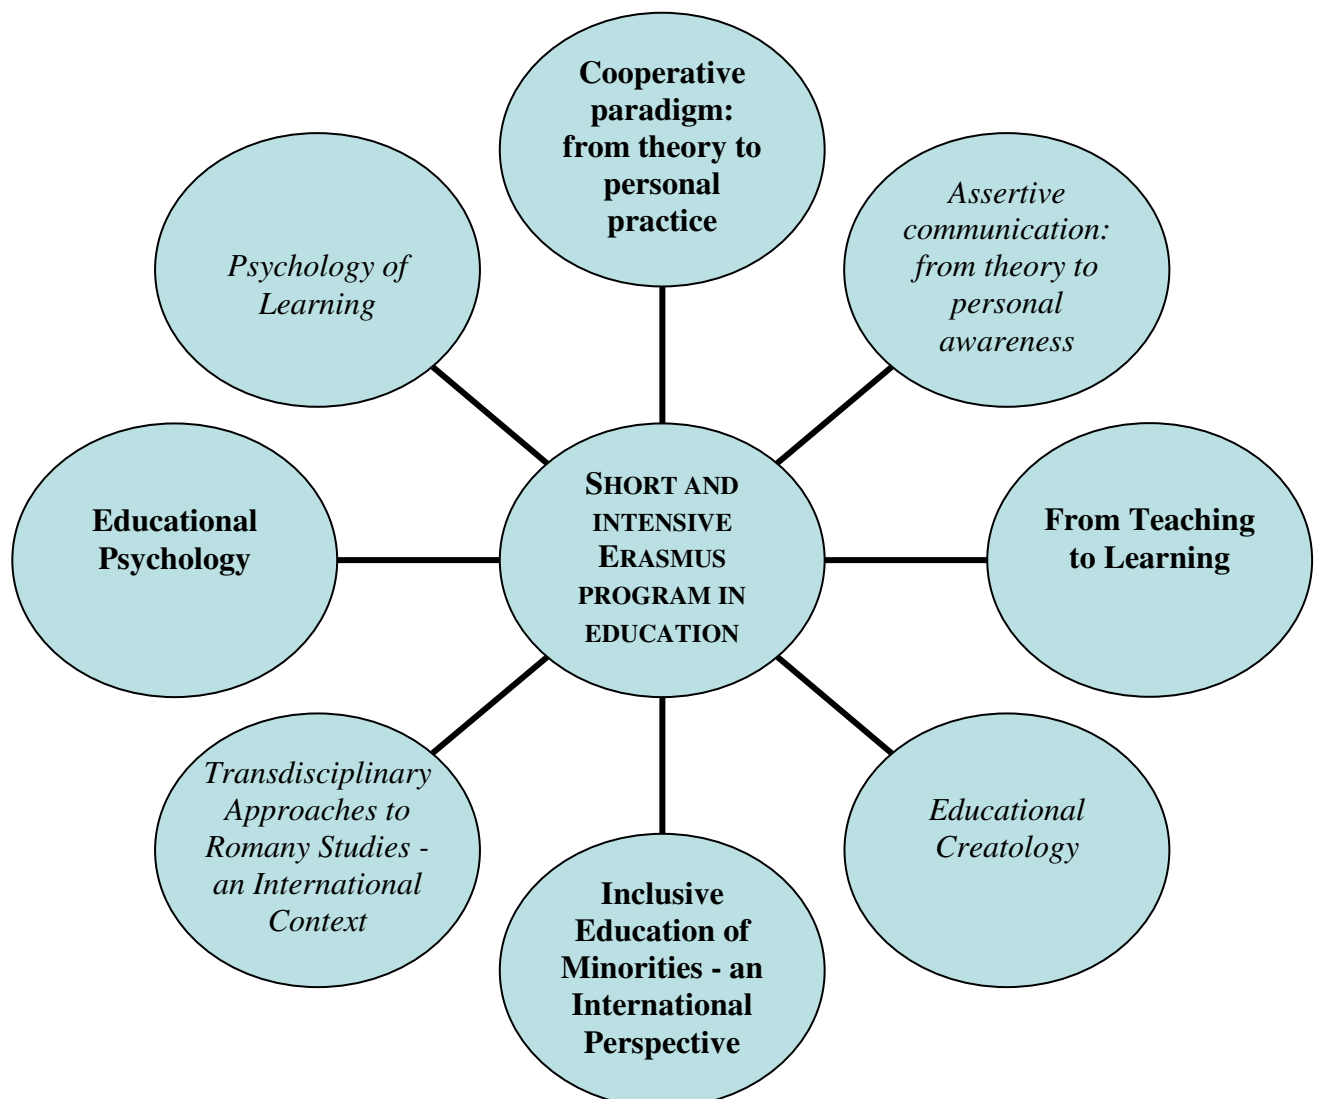 Cooperative
paradigm:
from theory to
personal
practice
Assertive
communication:
from theory to
personal
awareness
Psychology of
Learning
Educational
Psychology
SHORT AND
INTENSIVE
ERASMUS
PROGRAM IN
EDUCATION
From Teaching
to Learning
Transdisciplinary
Approaches to
Romany Studies -
an International
Context
Educational
Creatology
Inclusive
Education of
Minorities - an
International
Perspective